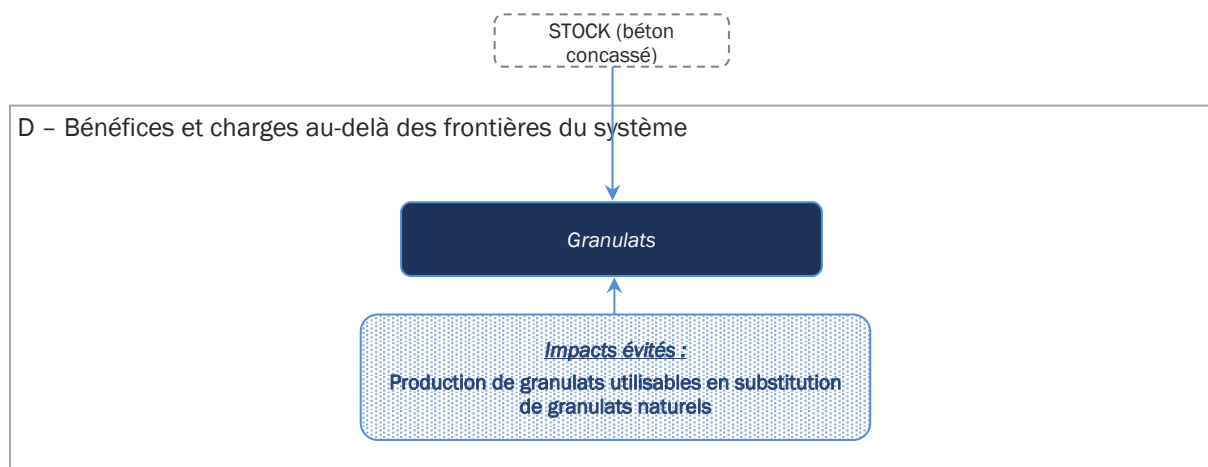 STOCK (béton
concassé)
D – Bénéfices et charges au-delà des frontières du système
Granulats
Impacts évités :
Production de granulats utilisables en substitution
de granulats naturels